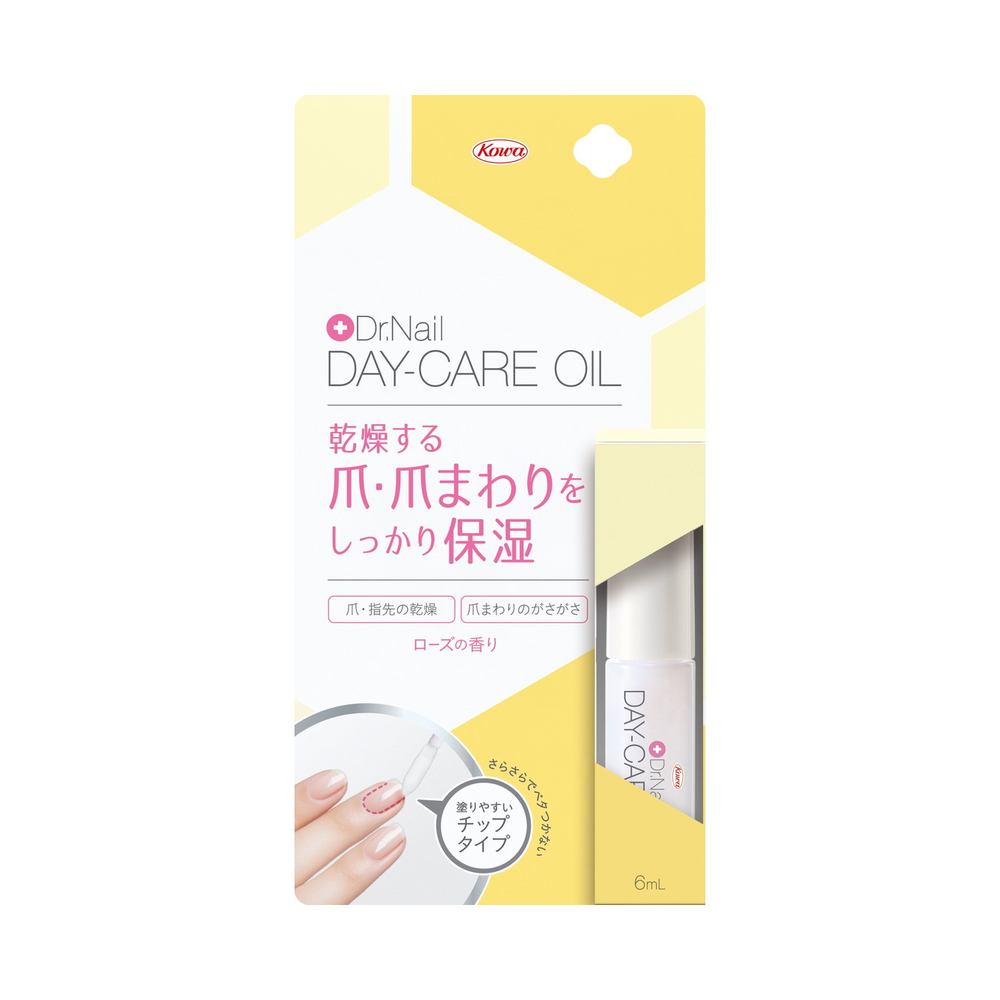 Kowa
Dr.Nail
DAY-CARE OIL
乾燥する
爪・爪まわりを
しっかり保湿
爪・指先の乾燥
爪まわりのがさがさ
ローズの香り
さらさらでベタつかない
塗りやすい
チップ
タイプ
DAY-CAR
Dr.Na
Kowa
6mL